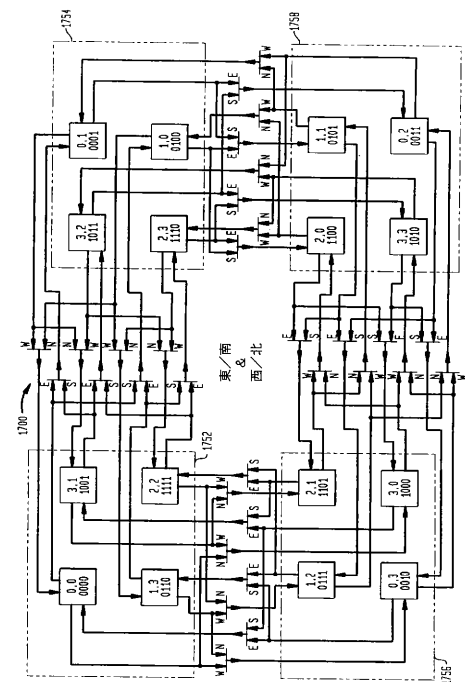 1754
1758
0,1
0001
W
N
E
S
1,0
0100
N
W
S
E
1,1
0101
0,2
0011
3,2
1011
N
W
E
S
2,3
1110
W
N
E
S
2,0
1100
3,3
1010
W
N
S
W
N
N
W
E
S
E
S
S
E
E
S
E
E
S
W
N
N
W
E
S
S
E
W
N
N
W
1700
東/南
&
西/北
1752
3,1
1001
2,2
1111
S
E
W
N
2,1
1101
3,0
1000
0,0
0000
1,3
0110
E
S
N
W
1,2
0111
0,3
0010
S
E
N
W
1756